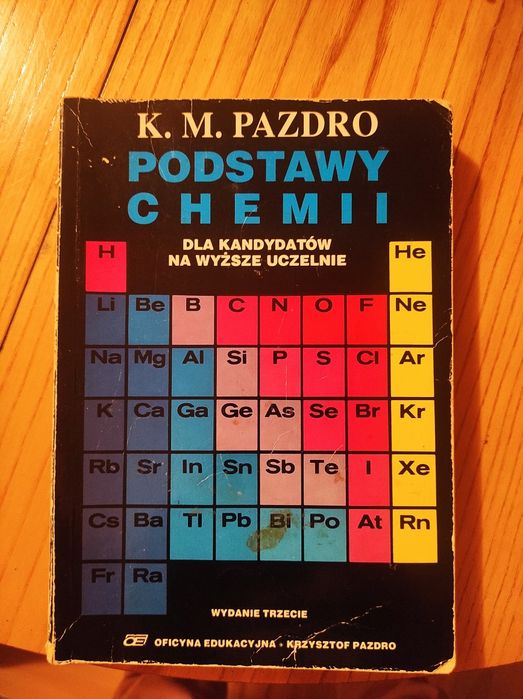 K. M. PAZDRO
PODSTAWY
CHEMII
DLA KANDYDATÓW
NA WYŻSZE UCZELNIE
H He
Li Be B C N O F Ne
Na Mg Al Si P S Cl Ar
K Ca Ga Ge As Se Br Kr
Rb Sr In Sn Sb Te I Xe
Cs Ba Tl Pb Bi Po At Rn
Fr Ra
WYDANIE TRZECIE
OE OFICYNA EDUKACYJNA • KRZYSZTOF PAZDRO